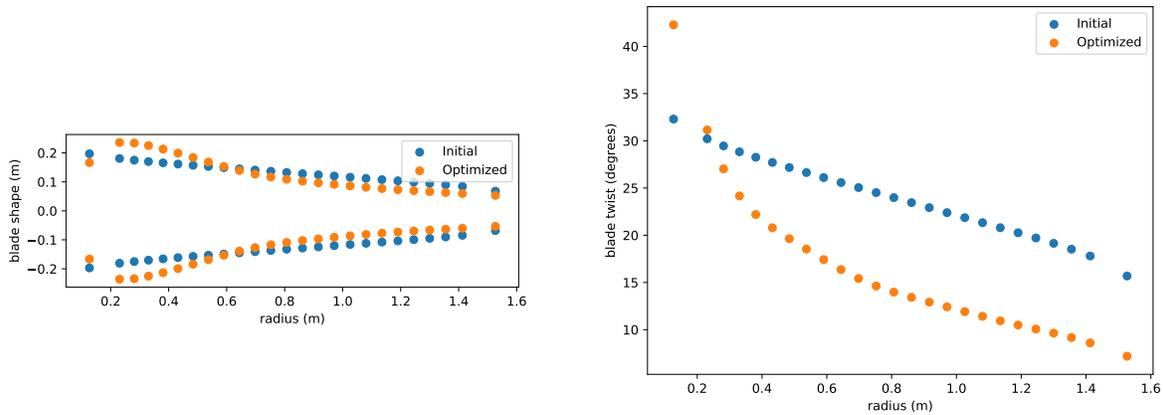 blade shape (m)
0.2
0.1
0.0
−0.1
−0.2
Initial
Optimized
0.2 0.4 0.6 0.8 1.0 1.2 1.4 1.6
radius (m)
blade twist (degrees)
40
35
30
25
20
15
10
Initial
Optimized
0.2 0.4 0.6 0.8 1.0 1.2 1.4 1.6
radius (m)